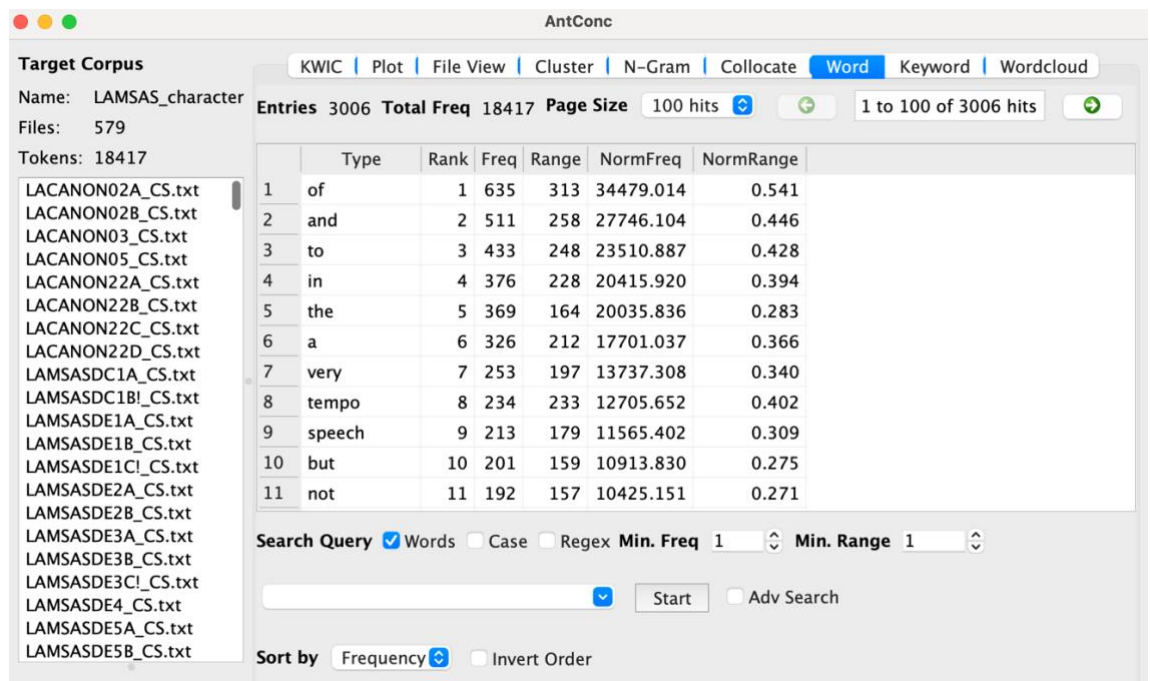 AntConc
Target Corpus
Name: LAMSAS_character
Files: 579
Tokens: 18417
LACANON02A_CS.txt
LACANON02B_CS.txt
LACANON03_CS.txt
LACANON05_CS.txt
LACANON22A_CS.txt
LACANON22B_CS.txt
LACANON22C_CS.txt
LACANON22D_CS.txt
LAMSASDC1A_CS.txt
LAMSASDC1B!_CS.txt
LAMSASDE1A_CS.txt
LAMSASDE1B_CS.txt
LAMSASDE1C!_CS.txt
LAMSASDE2A_CS.txt
LAMSASDE2B_CS.txt
LAMSASDE3A_CS.txt
LAMSASDE3B_CS.txt
LAMSASDE3C!_CS.txt
LAMSASDE4_CS.txt
LAMSASDE5A_CS.txt
LAMSASDE5B_CS.txt
KWIC Plot File View Cluster N-Gram Collocate Word Keyword Wordcloud
Entries 3006 Total Freq 18417 Page Size 100 hits 1 to 100 of 3006 hits
Type Rank Freq Range NormFreq NormRange
1 of 1 635 313 34479.014 0.541
2 and 2 511 258 27746.104 0.446
3 to 3 433 248 23510.887 0.428
4 in 4 376 228 20415.920 0.394
5 the 5 369 164 20035.836 0.283
6 a 6 326 212 17701.037 0.366
7 very 7 253 197 13737.308 0.340
8 tempo 8 234 233 12705.652 0.402
9 speech 9 213 179 11565.402 0.309
10 but 10 201 159 10913.830 0.275
11 not 11 192 157 10425.151 0.271
Search Query Words Case Regex Min. Freq 1 Min. Range 1
Start Adv Search
Sort by Frequency Invert Order